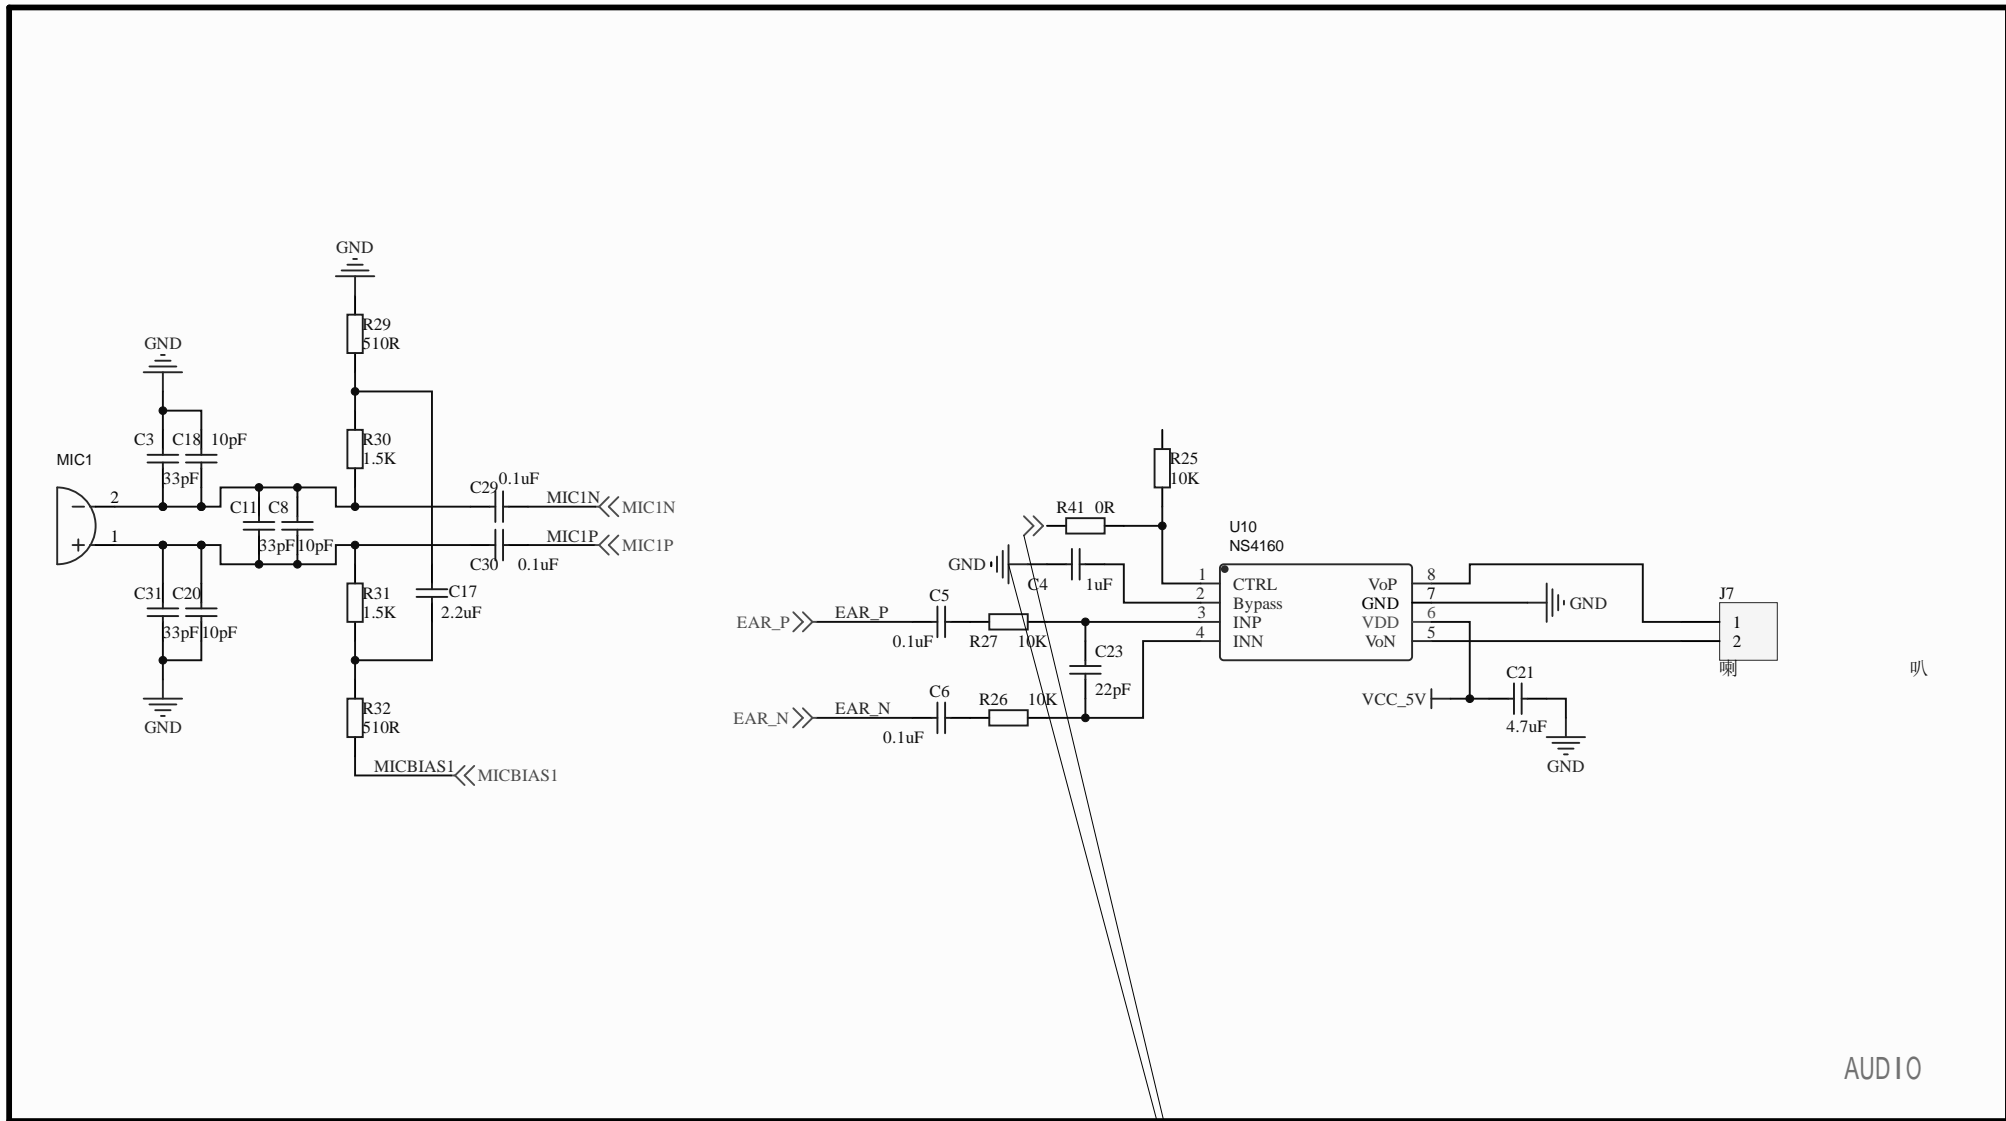 GND
R29
510R
GND
R30
1.5K
C3 C18 10pF
33pF
MIC1
2
1
C11 C8
33pF 10pF
C29 0.1uF
MIC1N MIC1N
MIC1P MIC1P
C30 0.1uF
C31 C20
33pF 10pF
GND
R31
1.5K
C17
2.2uF
R32
510R
MICBIAS1 MICBIAS1
R25
10K
R41 0R
GND
C4 1uF
EAR_P EAR_P
C5
0.1uF
R27 10K
C23
22pF
EAR_N EAR_N
C6
0.1uF
R26 10K
U10
NS4160
1 CTRL VoP 8
2 Bypass GND 7
3 INP VDD 6
4 INN VoN 5
GND
J7
1
2
喇 叭
VCC_5V
C21
4.7uF
GND
AUDIO